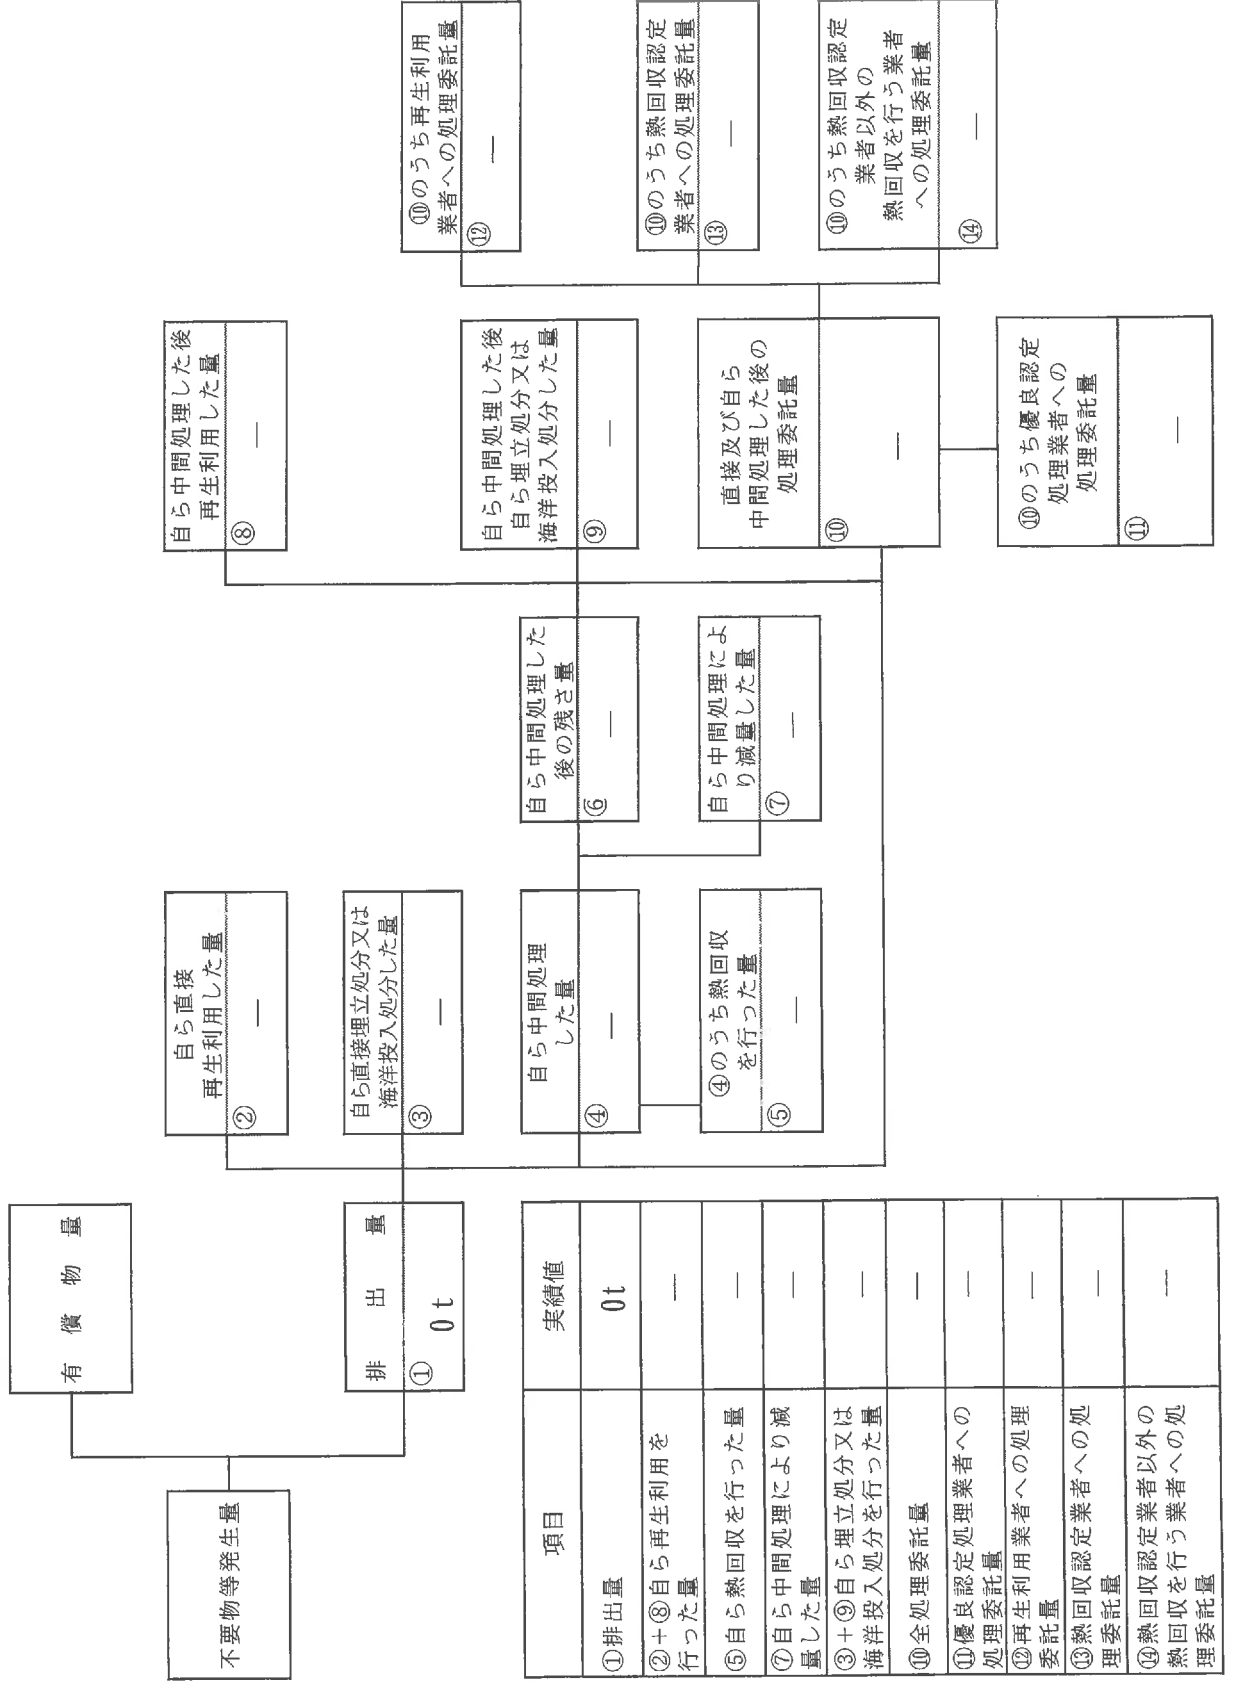 不要物等発生量
有償物量
排出量
①
0 t
自ら直接
再生利用した量
②
—
自ら直接埋立処分又は
海洋投入処分した量
③
—
自ら中間処理
した量
④
—
④のうち熱回収
を行った量
⑤
—
自ら中間処理した
後の残さ量
⑥
—
自ら中間処理によ
り減量した量
⑦
—
自ら中間処理した後
再生利用した量
⑧
—
自ら中間処理した後
自ら埋立処分又は
海洋投入処分した量
⑨
—
直接及び自ら
中間処理した後の
処理委託量
⑩
—
⑩のうち優良認定
処理業者への
処理委託量
⑪
—
⑩のうち再生利用
業者への処理委託量
⑫
—
⑩のうち熱回収認定
業者への処理委託量
⑬
—
⑩のうち熱回収認定
業者以外の
熱回収を行う業者
への処理委託量
⑭
—
項目 実績値
①排出量 0t
②+⑧自ら再生利用を
行った量 —
⑤自ら熱回収を行った量 —
⑦自ら中間処理により減
量した量 —
③+⑨自ら埋立処分又は
海洋投入処分を行った量 —
⑩全処理委託量 —
⑪優良認定処理業者への
処理委託量 —
⑫再生利用業者への処理
委託量 —
⑬熱回収認定業者への処
理委託量 —
⑭熱回収認定業者以外の
熱回収を行う業者への処
理委託量 —